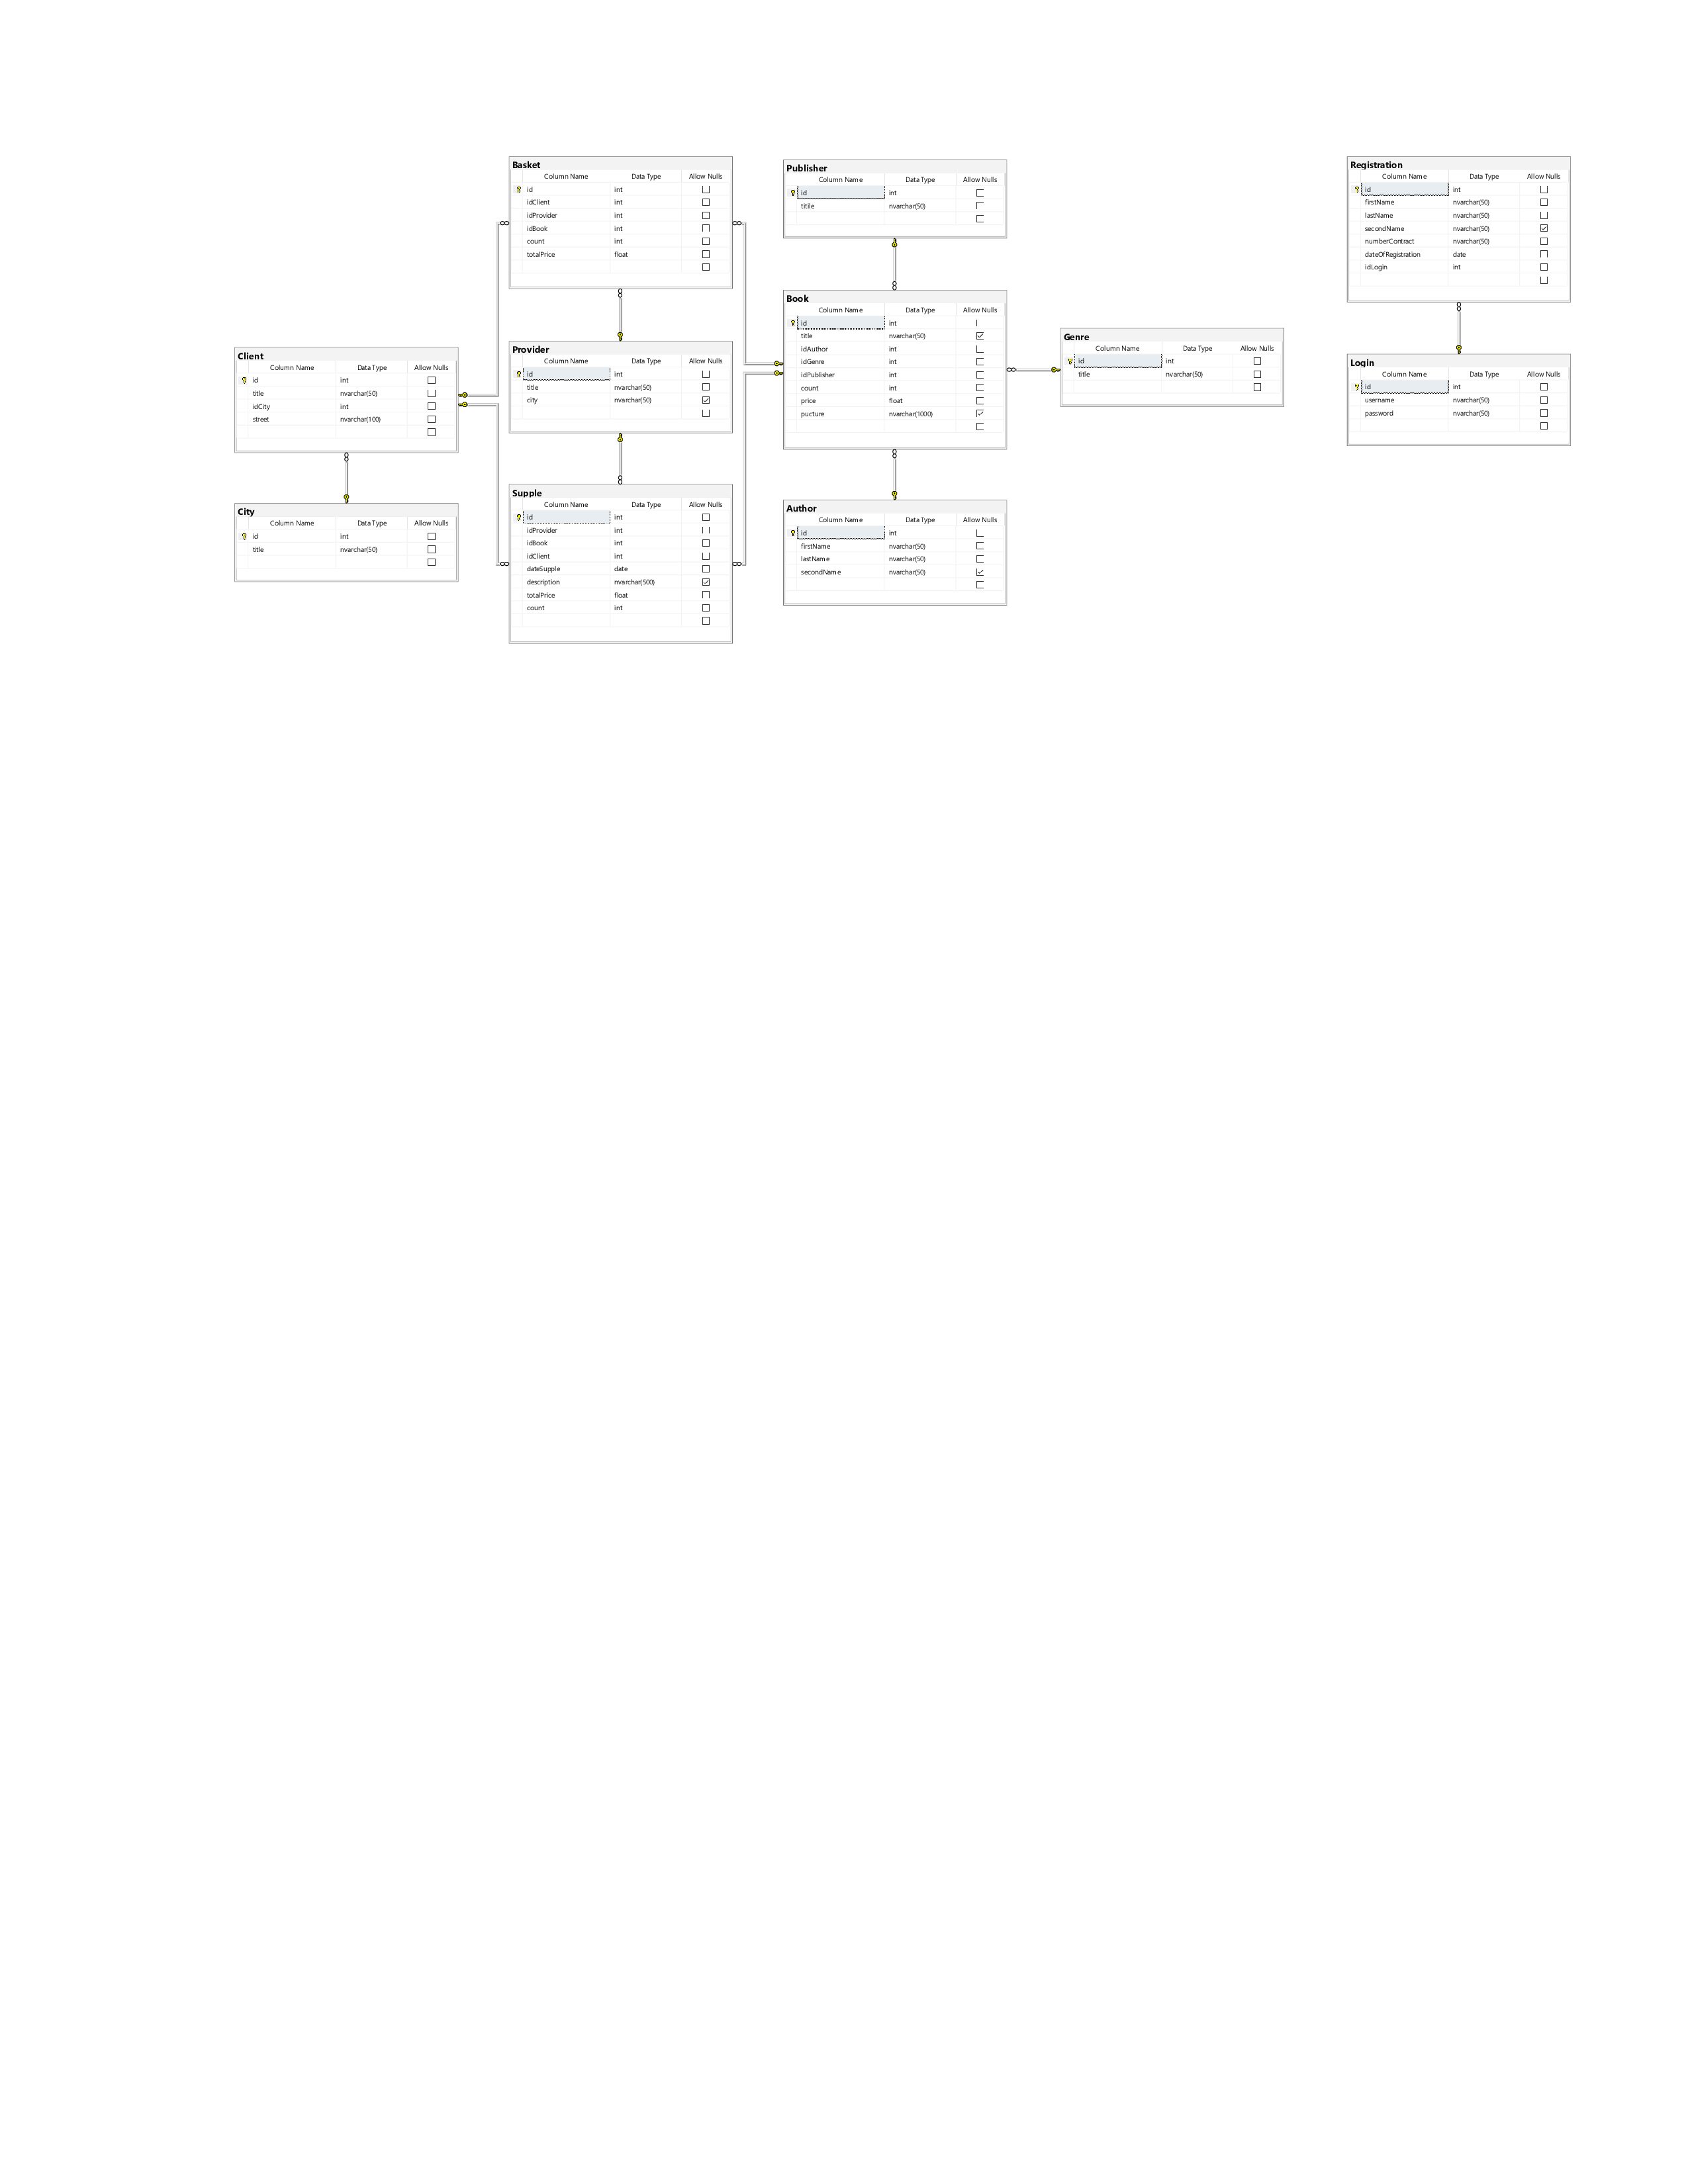 Basket
Column Name Data Type Allow Nulls
id int
idClient int
idProvider int
idBook int
count int
totalPrice float
Publisher
Column Name Data Type Allow Nulls
id int
titile nvarchar(50)
Registration
Column Name Data Type Allow Nulls
id int
firstName nvarchar(50)
lastName nvarchar(50)
secondName nvarchar(50)
numberContract nvarchar(50)
dateOfRegistration date
idLogin int
Book
Column Name Data Type Allow Nulls
id int
title nvarchar(50)
idAuthor int
idGenre int
idPublisher int
count int
price float
pucture nvarchar(1000)
Genre
Column Name Data Type Allow Nulls
id int
title nvarchar(50)
Client
Column Name Data Type Allow Nulls
id int
title nvarchar(50)
idCity int
street nvarchar(100)
Provider
Column Name Data Type Allow Nulls
id int
title nvarchar(50)
city nvarchar(50)
Login
Column Name Data Type Allow Nulls
id int
username nvarchar(50)
password nvarchar(50)
City
Column Name Data Type Allow Nulls
id int
title nvarchar(50)
Supple
Column Name Data Type Allow Nulls
id int
idProvider int
idBook int
idClient int
dateSupple date
description nvarchar(500)
totalPrice float
count int
Author
Column Name Data Type Allow Nulls
id int
firstName nvarchar(50)
lastName nvarchar(50)
secondName nvarchar(50)